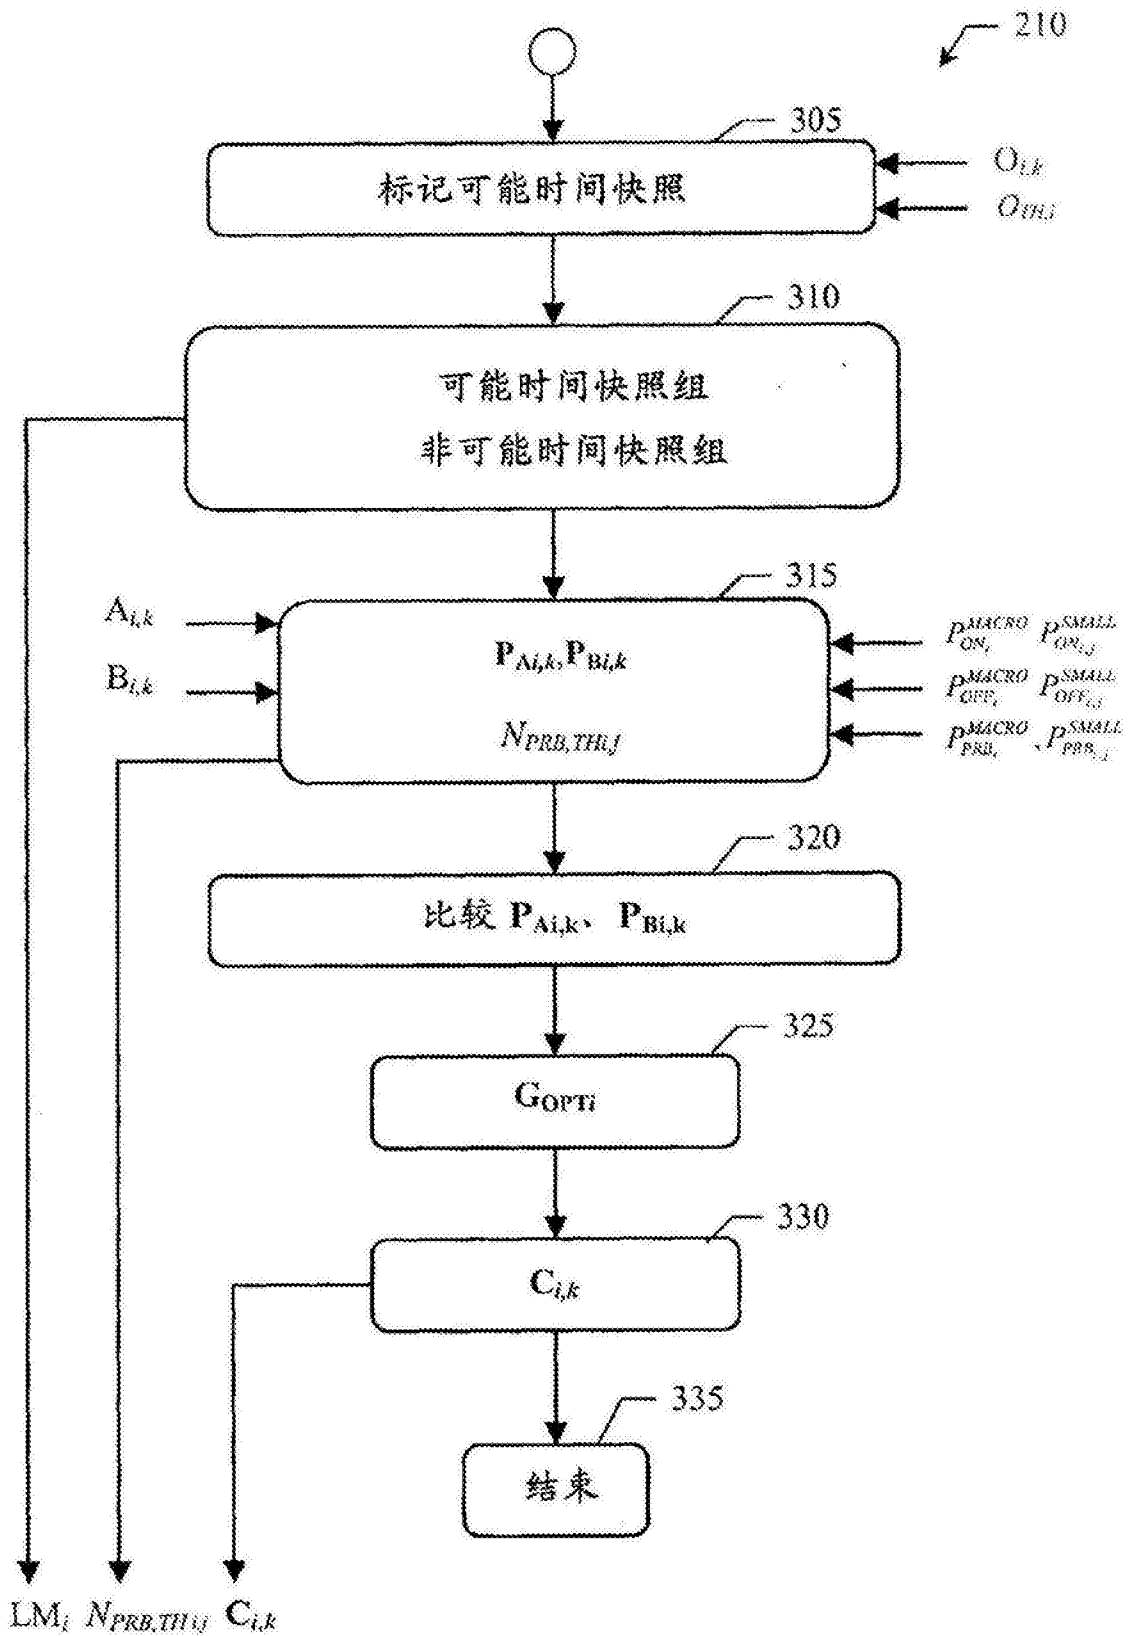 210
305
标记可能时间快照
O_{i,k}
O_{TH,i}
310
可能时间快照组
非可能时间快照组
315
A_{i,k}
B_{i,k}
P_{Ai,k},P_{Bi,k}
N_{PRB,THi,j}
P_{ON_i}^{MACRO} P_{ON_{i,j}}^{SMALL}
P_{OFF_i}^{MACRO} P_{OFF_{i,j}}^{SMALL}
P_{PRB_i}^{MACRO}、P_{PRB_{i,j}}^{SMALL}
320
比较 P_{Ai,k}、P_{Bi,k}
325
G_{OPTi}
330
C_{i,k}
335
结束
LM_i N_{PRB,THi,j} C_{i,k}